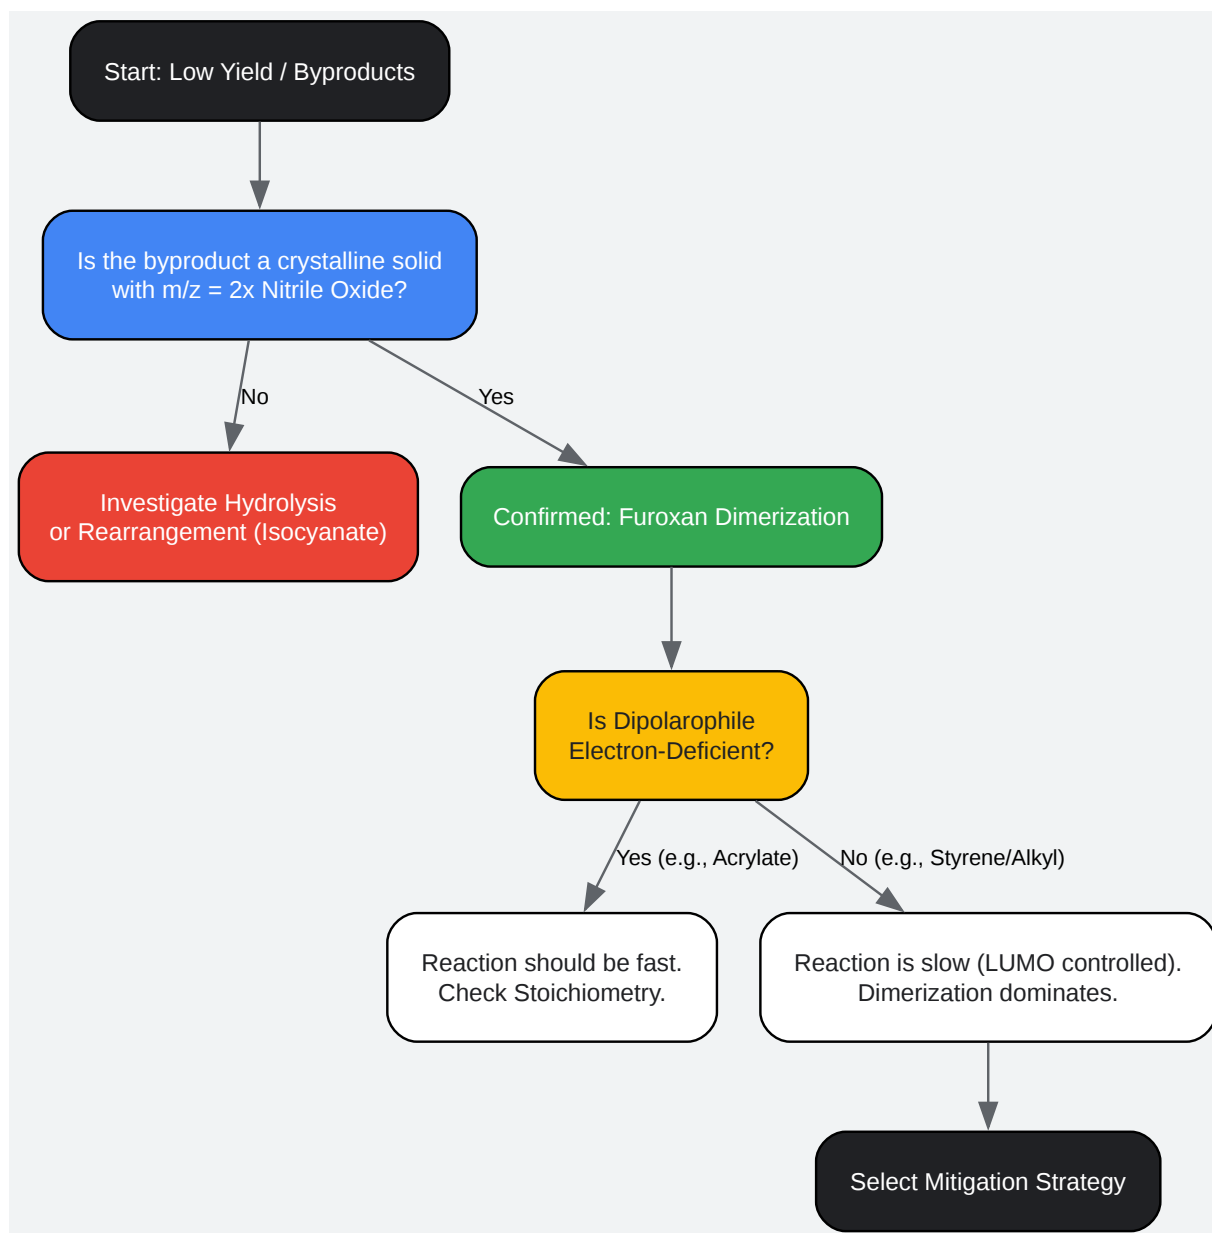 Start: Low Yield / Byproducts
Is the byproduct a crystalline solid
with m/z = 2x Nitrile Oxide?
No
Yes
Investigate Hydrolysis
or Rearrangement (Isocyanate)
Confirmed: Furoxan Dimerization
Is Dipolarophile
Electron-Deficient?
Yes (e.g., Acrylate)
No (e.g., Styrene/Alkyl)
Reaction should be fast.
Check Stoichiometry.
Reaction is slow (LUMO controlled).
Dimerization dominates.
Select Mitigation Strategy